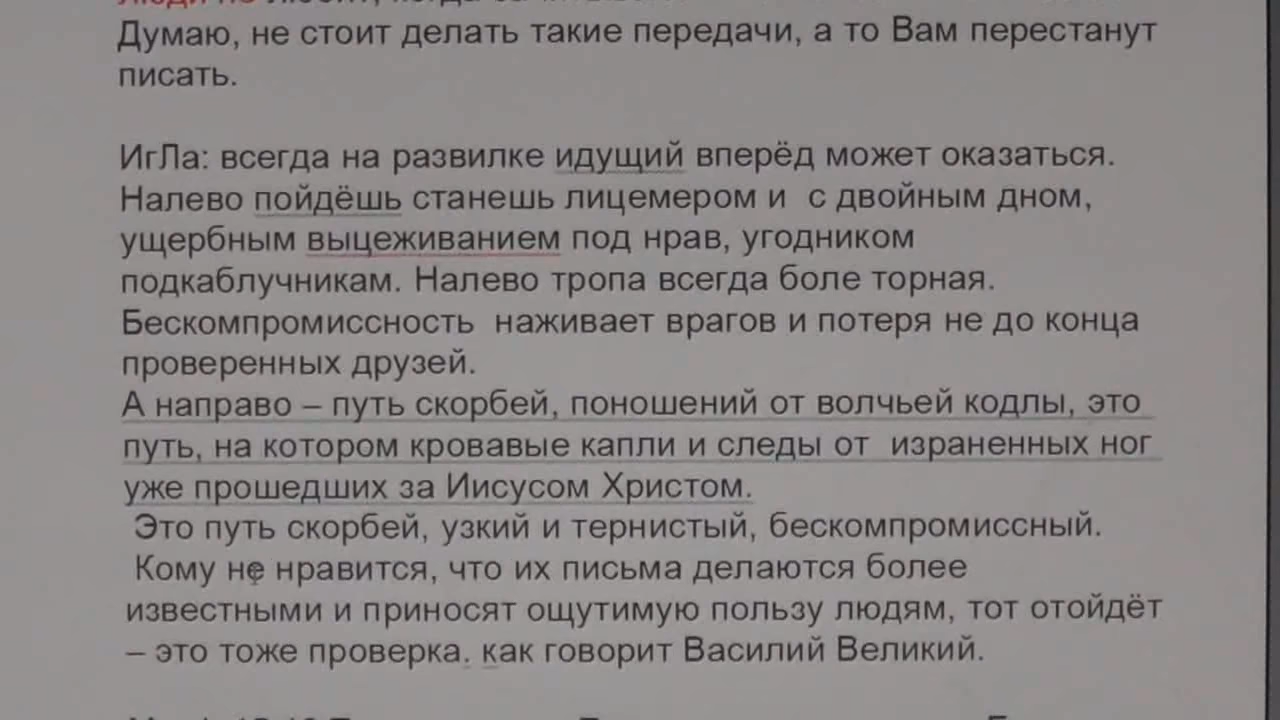 Думаю, не стоит делать такие передачи, а то Вам перестанут
писать.
ИгЛа: всегда на развилке идущий вперёд может оказаться.
Налево пойдёшь станешь лицемером и с двойным дном,
ущербным выцеживанием под нрав, угодником
подкаблучникам. Налево тропа всегда боле торная.
Бескомпромиссность наживает врагов и потеря не до конца
проверенных друзей.
А направо – путь скорбей, поношений от волчьей кодлы, это
путь, на котором кровавые капли и следы от израненных ног
уже прошедших за Иисусом Христом.
Это путь скорбей, узкий и тернистый, бескомпромиссный.
Кому не нравится, что их письма делаются более
известными и приносят ощутимую пользу людям, тот отойдёт
– это тоже проверка. как говорит Василий Великий.